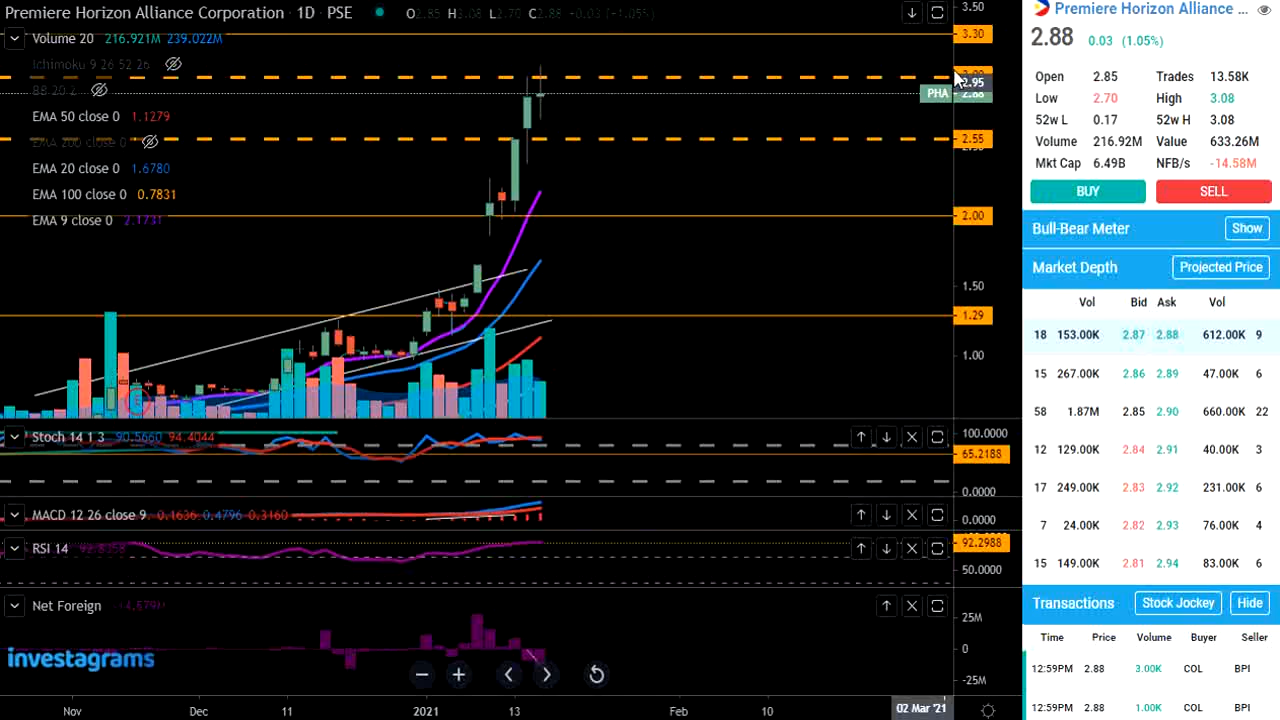 Premiere Horizon Alliance Corporation · 1D · PSE O2.85 H3.08 L2.70 C2.88 -0.03 (-1.05%)
Volume 20 216.921M 239.022M
Ichimoku 9 26 52 26
BB 20 2
EMA 50 close 0 1.1279
EMA 200 close 0
EMA 20 close 0 1.6780
EMA 100 close 0 0.7831
EMA 9 close 0 2.1731
3.50
3.30
2.95
PHA 2.88
2.55
2.00
1.50
1.29
1.00
Stoch 14 1 3 90.5660 94.4044
100.0000
65.2188
0.0000
MACD 12 26 close 9 0.1636 0.4796 0.3160
0.0000
RSI 14
92.2988
50.0000
Net Foreign
25M
0
-25M
investagrams
Nov Dec 11 2021 13 Feb 10 02 Mar '21
Premiere Horizon Alliance ...
2.88 0.03 (1.05%)
Open 2.85 Trades 13.58K
Low 2.70 High 3.08
52w L 0.17 52w H 3.08
Volume 216.92M Value 633.26M
Mkt Cap 6.49B NFB/s -14.58M
BUY SELL
Bull-Bear Meter Show
Market Depth Projected Price
Vol Bid Ask Vol
18 153.00K 2.87 2.88 612.00K 9
15 267.00K 2.86 2.89 47.00K 6
58 1.87M 2.85 2.90 660.00K 22
12 129.00K 2.84 2.91 40.00K 3
17 249.00K 2.83 2.92 231.00K 6
7 24.00K 2.82 2.93 76.00K 4
15 149.00K 2.81 2.94 83.00K 6
Transactions Stock Jockey Hide
Time Price Volume Buyer Seller
12:59PM 2.88 3.00K COL BPI
12:59PM 2.88 1.00K COL BPI